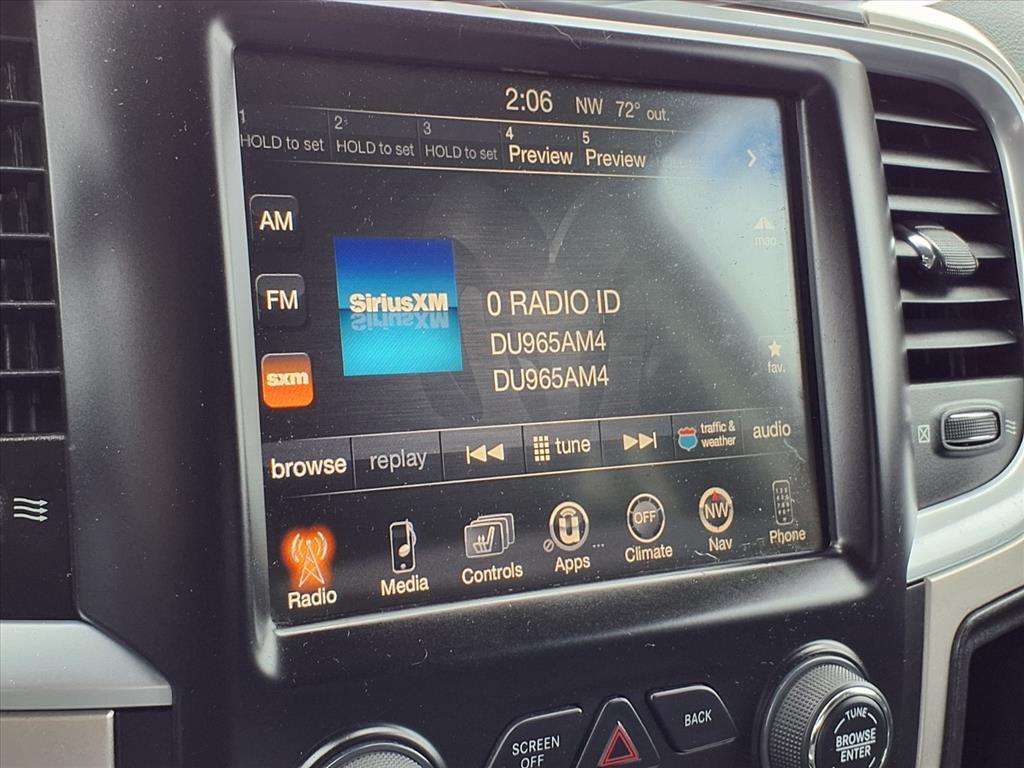 2:06 NW 72° out.
1 HOLD to set
2 HOLD to set
3 HOLD to set
4 Preview
5 Preview
6
AM
FM
sxm
SiriusXM
0 RADIO ID
DU965AM4
DU965AM4
map
fav.
browse
replay
tune
traffic &
weather
audio
Radio
Media
Controls
Apps
OFF
Climate
NW
Nav
Phone
SCREEN
OFF
BACK
TUNE
BROWSE
ENTER